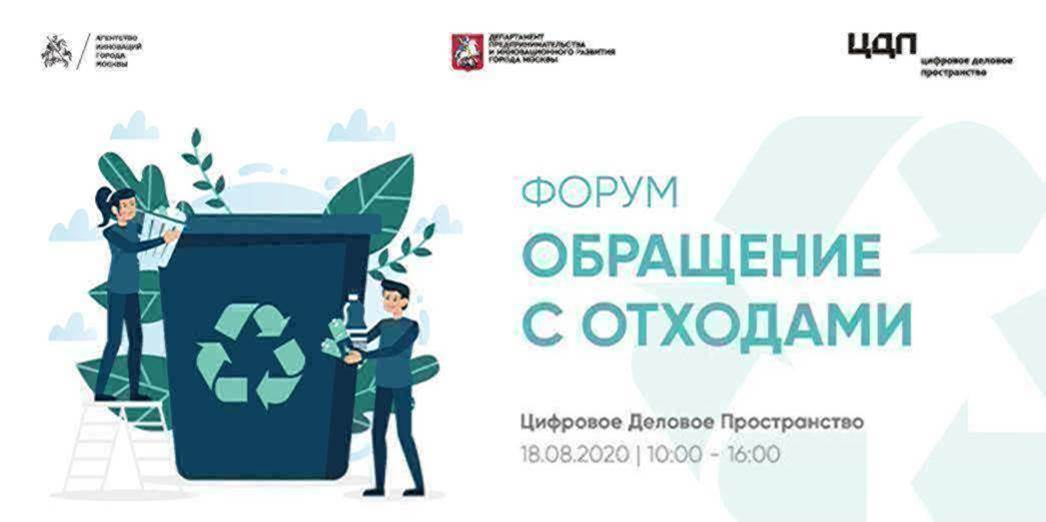 АГЕНТСТВО
ИННОВАЦИЙ
ГОРОДА
МОСКВЫ
ДЕПАРТАМЕНТ
ПРЕДПРИНИМАТЕЛЬСТВА
И ИННОВАЦИОННОГО РАЗВИТИЯ
ГОРОДА МОСКВЫ
ЦДП
цифровое деловое
пространство
ФОРУМ
ОБРАЩЕНИЕ
С ОТХОДАМИ
Цифровое Деловое Пространство
18.08.2020 | 10:00 - 16:00